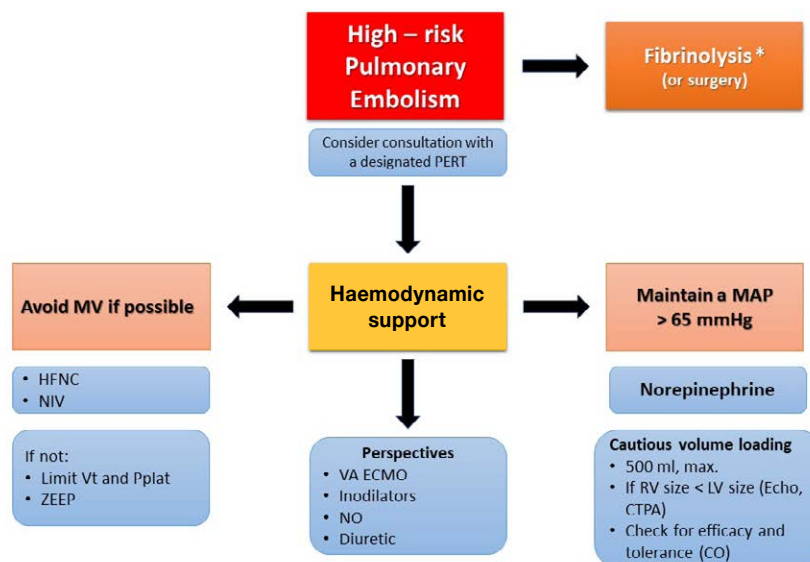 High – risk
Pulmonary
Embolism
Fibrinolysis *
(or surgery)
Consider consultation with
a designated PERT
Avoid MV if possible
Haemodynamic
support
Maintain a MAP
> 65 mmHg
• HFNC
• NIV
If not:
• Limit Vt and Pplat
• ZEEP
Perspectives
• VA ECMO
• Inodilators
• NO
• Diuretic
Norepinephrine
Cautious volume loading
• 500 ml, max.
• If RV size < LV size (Echo,
CTPA)
• Check for efficacy and
tolerance (CO)